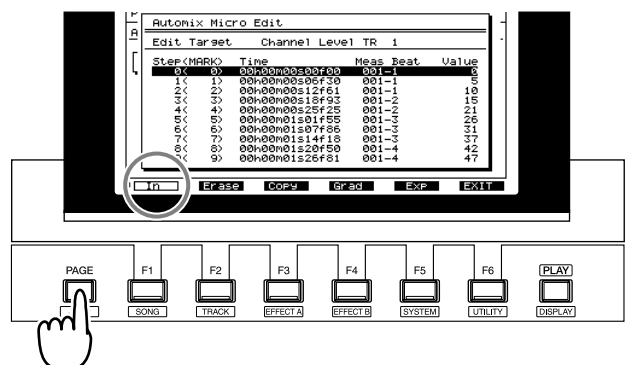 Automix Micro Edit
Edit Target Channel Level TR 1
Step(MARK) Time Meas Beat Value
0( 0) 00h00m00s00f00 001-1 0
1( 1) 00h00m00s06f30 001-1 5
2( 2) 00h00m00s12f61 001-1 10
3( 3) 00h00m00s18f93 001-2 15
4( 4) 00h00m00s25f25 001-2 21
5( 5) 00h00m01s01f55 001-3 26
6( 6) 00h00m01s07f86 001-3 31
7( 7) 00h00m01s14f18 001-3 37
8( 8) 00h00m01s20f50 001-4 42
9( 9) 00h00m01s26f81 001-4 47
In Erase Copy Grad Exp EXIT
PAGE F1 F2 F3 F4 F5 F6 PLAY
SONG TRACK EFFECT A EFFECT B SYSTEM UTILITY DISPLAY